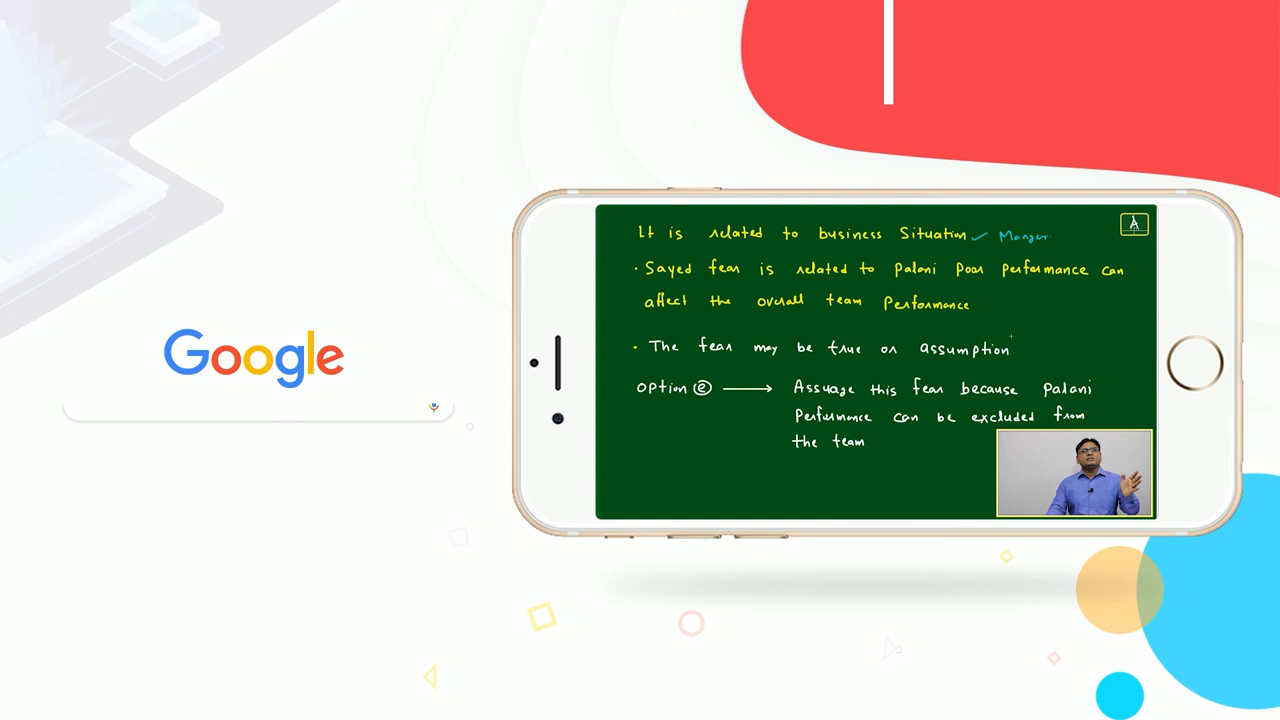 Google
It is related to business Situation Manger
· Sayed fear is related to Palani Poor Performance can
affect the overall team Performance
· The fear may be true or assumption
Option ② → Assuage this fear because Palani
Performance can be excluded from
the team